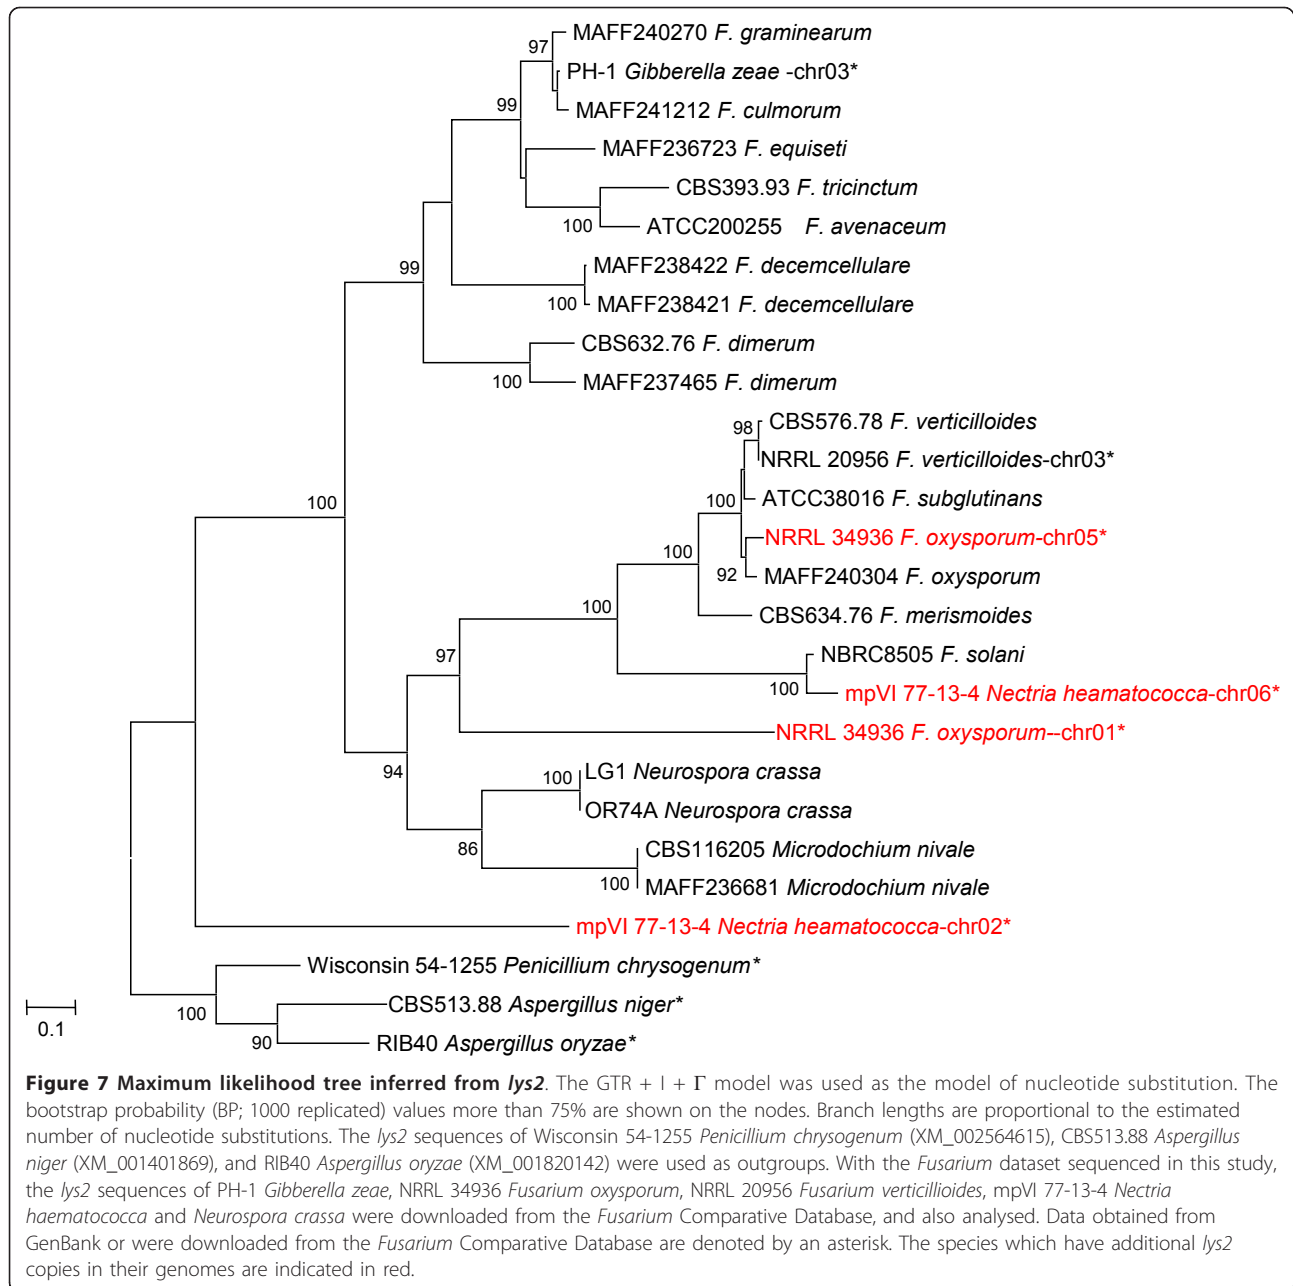 MAFF240270 F. graminearum
97
PH-1 Gibberella zeae -chr03*
99
MAFF241212 F. culmorum
MAFF236723 F. equiseti
CBS393.93 F. tricinctum
100
ATCC200255 F. avenaceum
99
MAFF238422 F. decemcellulare
100
MAFF238421 F. decemcellulare
CBS632.76 F. dimerum
100
MAFF237465 F. dimerum
98
CBS576.78 F. verticilloides
NRRL 20956 F. verticilloides-chr03*
100
100
ATCC38016 F. subglutinans
NRRL 34936 F. oxysporum-chr05*
100
92
MAFF240304 F. oxysporum
100
CBS634.76 F. merismoides
97
NBRC8505 F. solani
100
mpVI 77-13-4 Nectria heamatococca-chr06*
NRRL 34936 F. oxysporum--chr01*
94
100
LG1 Neurospora crassa
OR74A Neurospora crassa
86
CBS116205 Microdochium nivale
100
MAFF236681 Microdochium nivale
mpVI 77-13-4 Nectria heamatococca-chr02*
Wisconsin 54-1255 Penicillium chrysogenum*
100
CBS513.88 Aspergillus niger*
90
RIB40 Aspergillus oryzae*
0.1
Figure 7 Maximum likelihood tree inferred from lys2. The GTR + I + Γ model was used as the model of nucleotide substitution. The
bootstrap probability (BP; 1000 replicated) values more than 75% are shown on the nodes. Branch lengths are proportional to the estimated
number of nucleotide substitutions. The lys2 sequences of Wisconsin 54-1255 Penicillium chrysogenum (XM_002564615), CBS513.88 Aspergillus
niger (XM_001401869), and RIB40 Aspergillus oryzae (XM_001820142) were used as outgroups. With the Fusarium dataset sequenced in this study,
the lys2 sequences of PH-1 Gibberella zeae, NRRL 34936 Fusarium oxysporum, NRRL 20956 Fusarium verticillioides, mpVI 77-13-4 Nectria
haematococca and Neurospora crassa were downloaded from the Fusarium Comparative Database, and also analysed. Data obtained from
GenBank or were downloaded from the Fusarium Comparative Database are denoted by an asterisk. The species which have additional lys2
copies in their genomes are indicated in red.